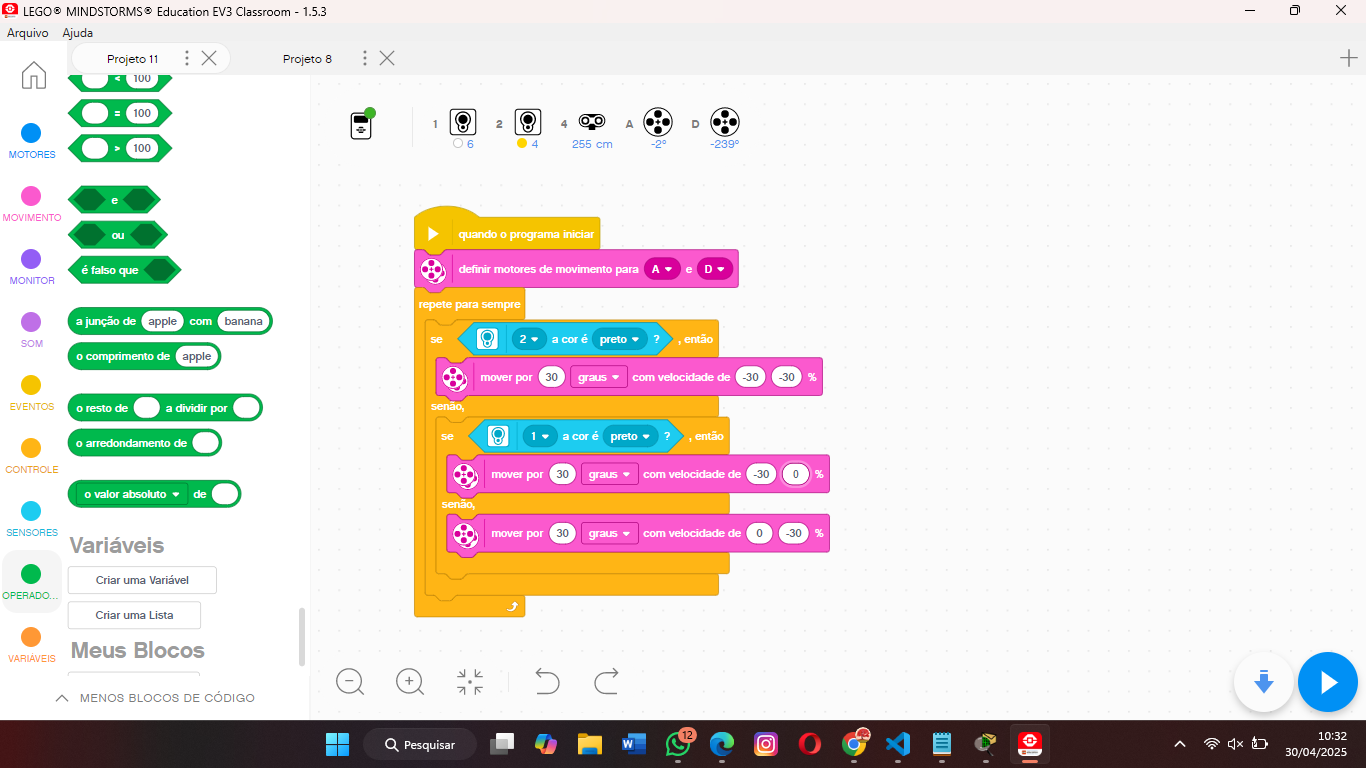 LEGO® MINDSTORMS® Education EV3 Classroom - 1.5.3
Arquivo Ajuda
Projeto 11 Projeto 8
MOTORES
MOVIMENTO
MONITOR
SOM
EVENTOS
CONTROLE
SENSORES
OPERADO...
VARIÁVEIS
< 100
= 100
> 100
e
ou
é falso que
a junção de apple com banana
o comprimento de apple
o resto de a dividir por
o arredondamento de
o valor absoluto de
Variáveis
Criar uma Variável
Criar uma Lista
Meus Blocos
MENOS BLOCOS DE CÓDIGO
1 2 4 A D
6 4 255 cm -2° -239°
quando o programa iniciar
definir motores de movimento para A e D
repete para sempre
se 2 a cor é preto ? , então
mover por 30 graus com velocidade de -30 -30 %
senão,
se 1 a cor é preto ? , então
mover por 30 graus com velocidade de -30 0 %
senão,
mover por 30 graus com velocidade de 0 -30 %
Pesquisar
12
10:32
30/04/2025